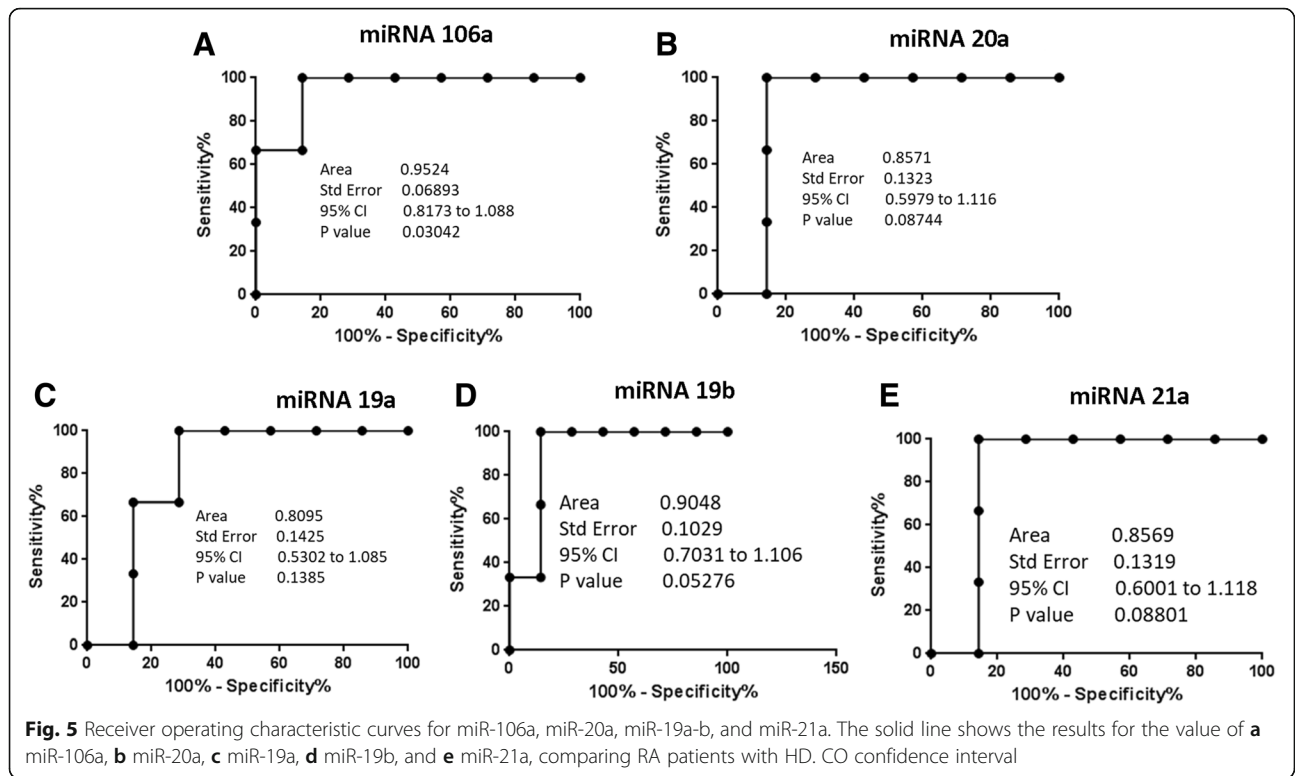 A
miRNA 106a
100
80
60
40
20
0
Sensitivity%
Area 0.9524
Std Error 0.06893
95% CI 0.8173 to 1.088
P value 0.03042
0 20 40 60 80 100
100% - Specificity%
B
miRNA 20a
100
80
60
40
20
0
Sensitivity%
Area 0.8571
Std Error 0.1323
95% CI 0.5979 to 1.116
P value 0.08744
0 20 40 60 80 100
100% - Specificity%
C
miRNA 19a
100
80
60
40
20
0
Sensitivity%
Area 0.8095
Std Error 0.1425
95% CI 0.5302 to 1.085
P value 0.1385
0 20 40 60 80 100
100% - Specificity%
D
miRNA 19b
100
80
60
40
20
0
Sensitivity%
Area 0.9048
Std Error 0.1029
95% CI 0.7031 to 1.106
P value 0.05276
0 50 100 150
100% - Specificity%
E
miRNA 21a
100
80
60
40
20
0
Sensitivity%
Area 0.8569
Std Error 0.1319
95% CI 0.6001 to 1.118
P value 0.08801
0 20 40 60 80 100
100% - Specificity%
Fig. 5 Receiver operating characteristic curves for miR-106a, miR-20a, miR-19a-b, and miR-21a. The solid line shows the results for the value of a
miR-106a, b miR-20a, c miR-19a, d miR-19b, and e miR-21a, comparing RA patients with HD. CO confidence interval